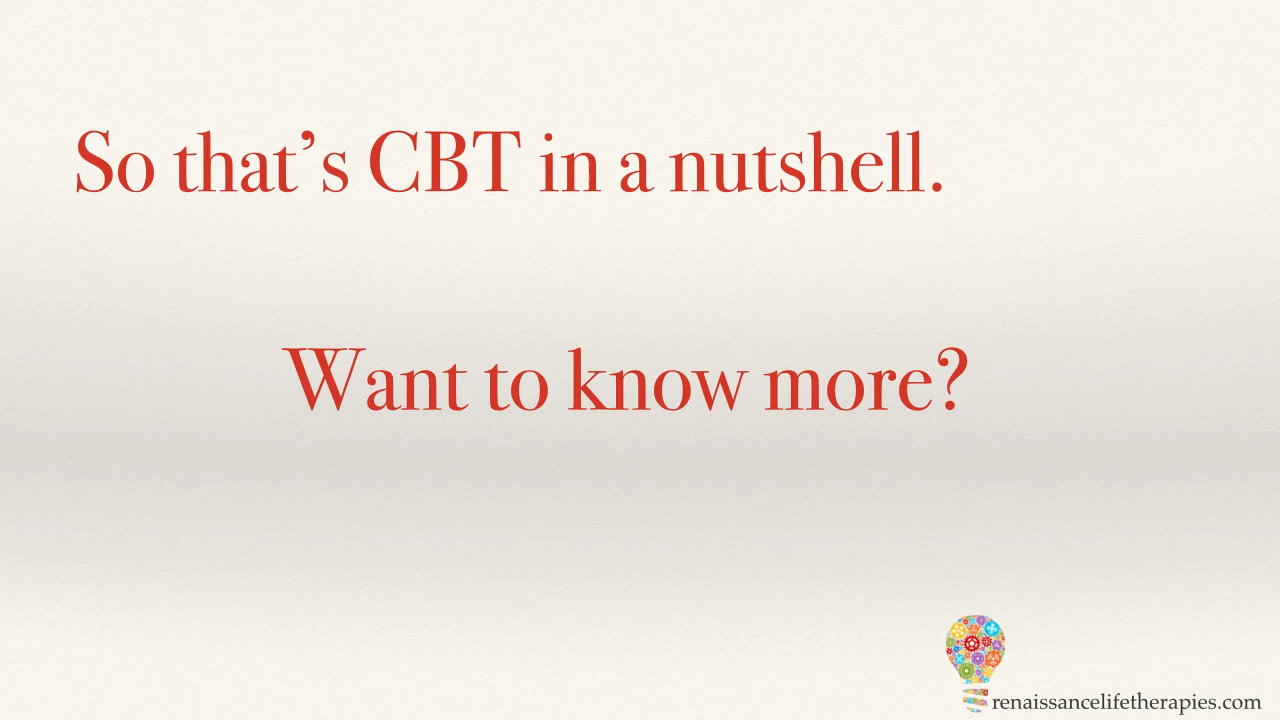 So that’s CBT in a nutshell.
Want to know more?
renaissancelifetherapies.com